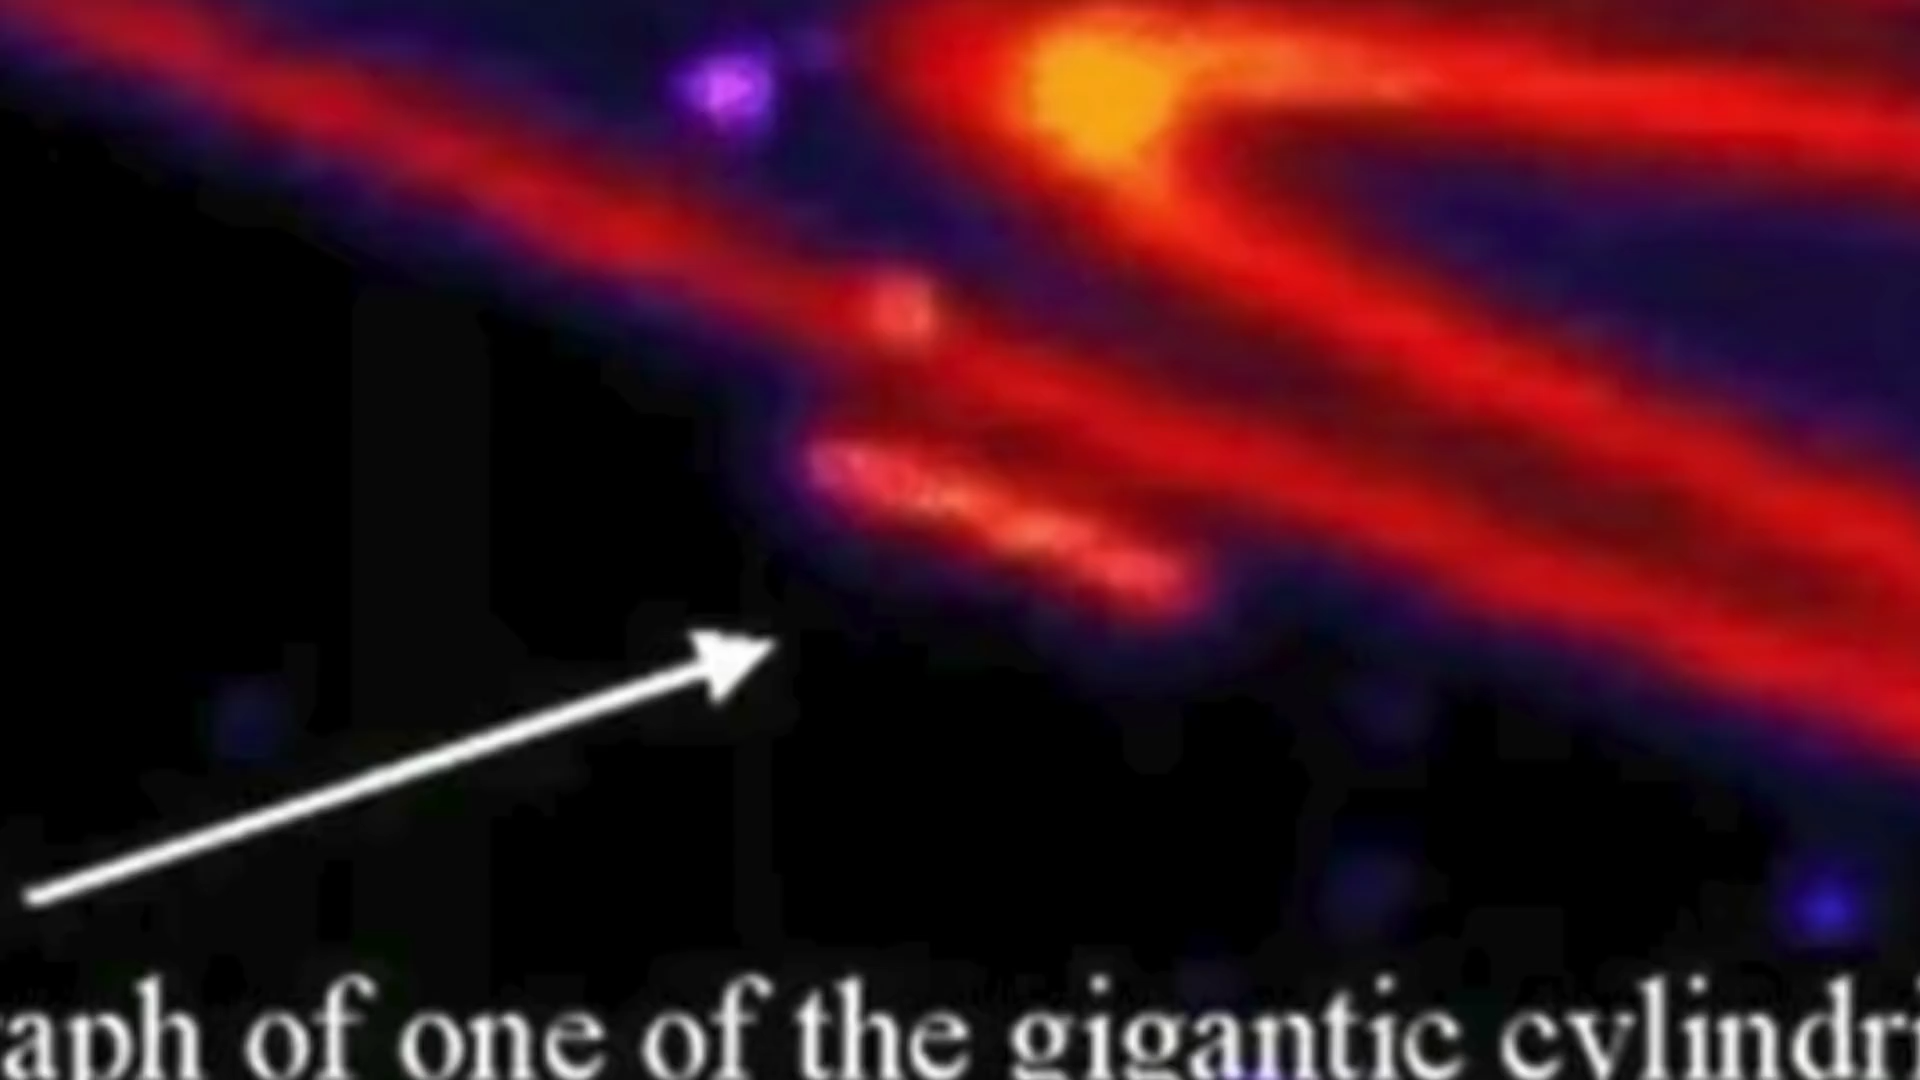 aph of one of the gigantic cylindri